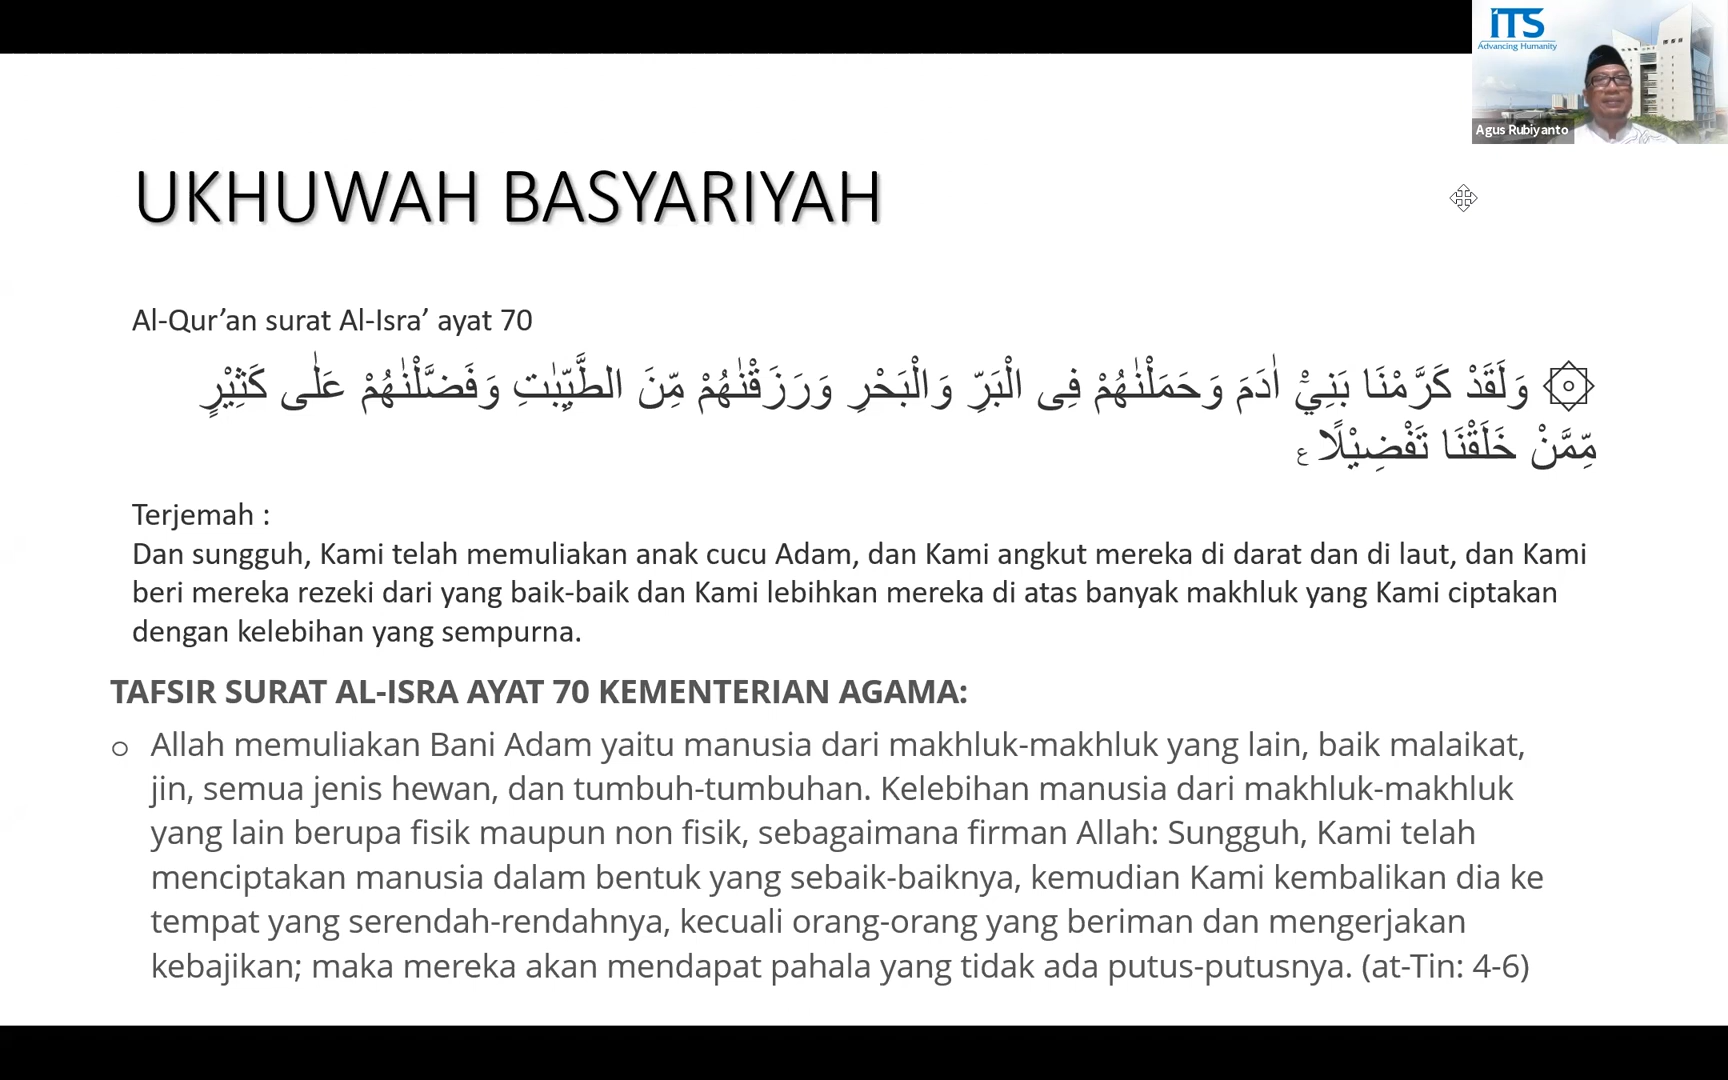 iTS
Advancing Humanity
Agus Rubiyanto
UKHUWAH BASYARIYAH
Al-Qur’an surat Al-Isra’ ayat 70
۞ وَلَقَدْ كَرَّمْنَا بَنِيْٓ اٰدَمَ وَحَمَلْنٰهُمْ فِى الْبَرِّ وَالْبَحْرِ وَرَزَقْنٰهُمْ مِّنَ الطَّيِّبٰتِ وَفَضَّلْنٰهُمْ عَلٰى كَثِيْرٍ
مِّمَّنْ خَلَقْنَا تَفْضِيْلًا ࣖ
Terjemah :
Dan sungguh, Kami telah memuliakan anak cucu Adam, dan Kami angkut mereka di darat dan di laut, dan Kami
beri mereka rezeki dari yang baik-baik dan Kami lebihkan mereka di atas banyak makhluk yang Kami ciptakan
dengan kelebihan yang sempurna.
TAFSIR SURAT AL-ISRA AYAT 70 KEMENTERIAN AGAMA:
○ Allah memuliakan Bani Adam yaitu manusia dari makhluk-makhluk yang lain, baik malaikat,
jin, semua jenis hewan, dan tumbuh-tumbuhan. Kelebihan manusia dari makhluk-makhluk
yang lain berupa fisik maupun non fisik, sebagaimana firman Allah: Sungguh, Kami telah
menciptakan manusia dalam bentuk yang sebaik-baiknya, kemudian Kami kembalikan dia ke
tempat yang serendah-rendahnya, kecuali orang-orang yang beriman dan mengerjakan
kebajikan; maka mereka akan mendapat pahala yang tidak ada putus-putusnya. (at-Tin: 4-6)